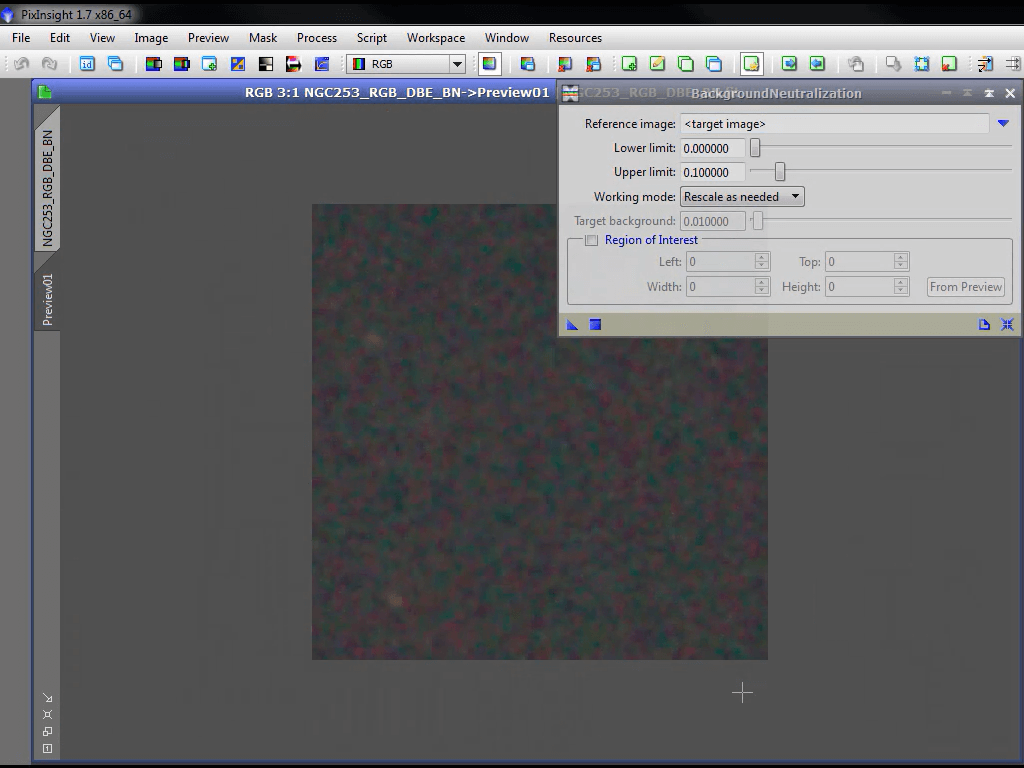 PixInsight 1.7 x86_64
File Edit View Image Preview Mask Process Script Workspace Window Resources
id RGB
RGB 3:1 NGC253_RGB_DBE_BN->Preview01
BackgroundNeutralization
Reference image: <target image>
Lower limit: 0.000000
Upper limit: 0.100000
Working mode: Rescale as needed
Target background: 0.010000
Region of Interest
Left: 0 Top: 0
Width: 0 Height: 0 From Preview
NGC253_RGB_DBE_BN
Preview01